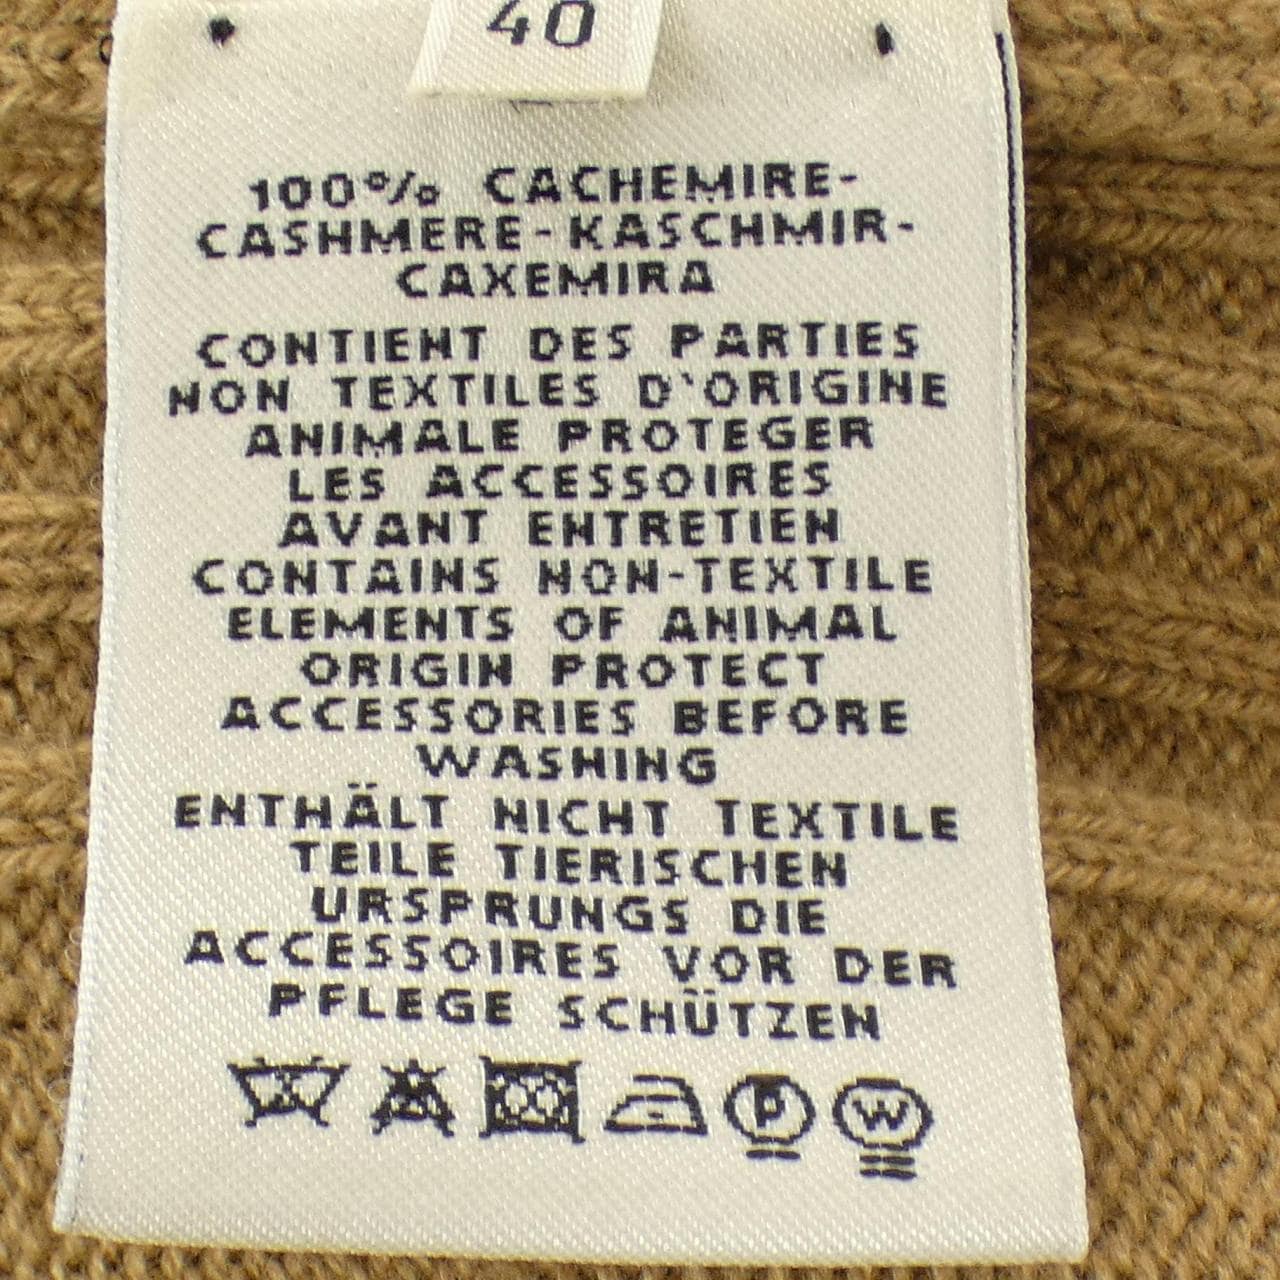 40
100% CACHEMIRE-
CASHMERE-KASCHMIR-
CAXEMIRA
CONTIENT DES PARTIES
NON TEXTILES D'ORIGINE
ANIMALE PROTEGER
LES ACCESSOIRES
AVANT ENTRETIEN
CONTAINS NON-TEXTILE
ELEMENTS OF ANIMAL
ORIGIN PROTECT
ACCESSORIES BEFORE
WASHING
ENTHÄLT NICHT TEXTILE
TEILE TIERISCHEN
URSPRUNGS DIE
ACCESSOIRES VOR DER
PFLEGE SCHÜTZEN
P W